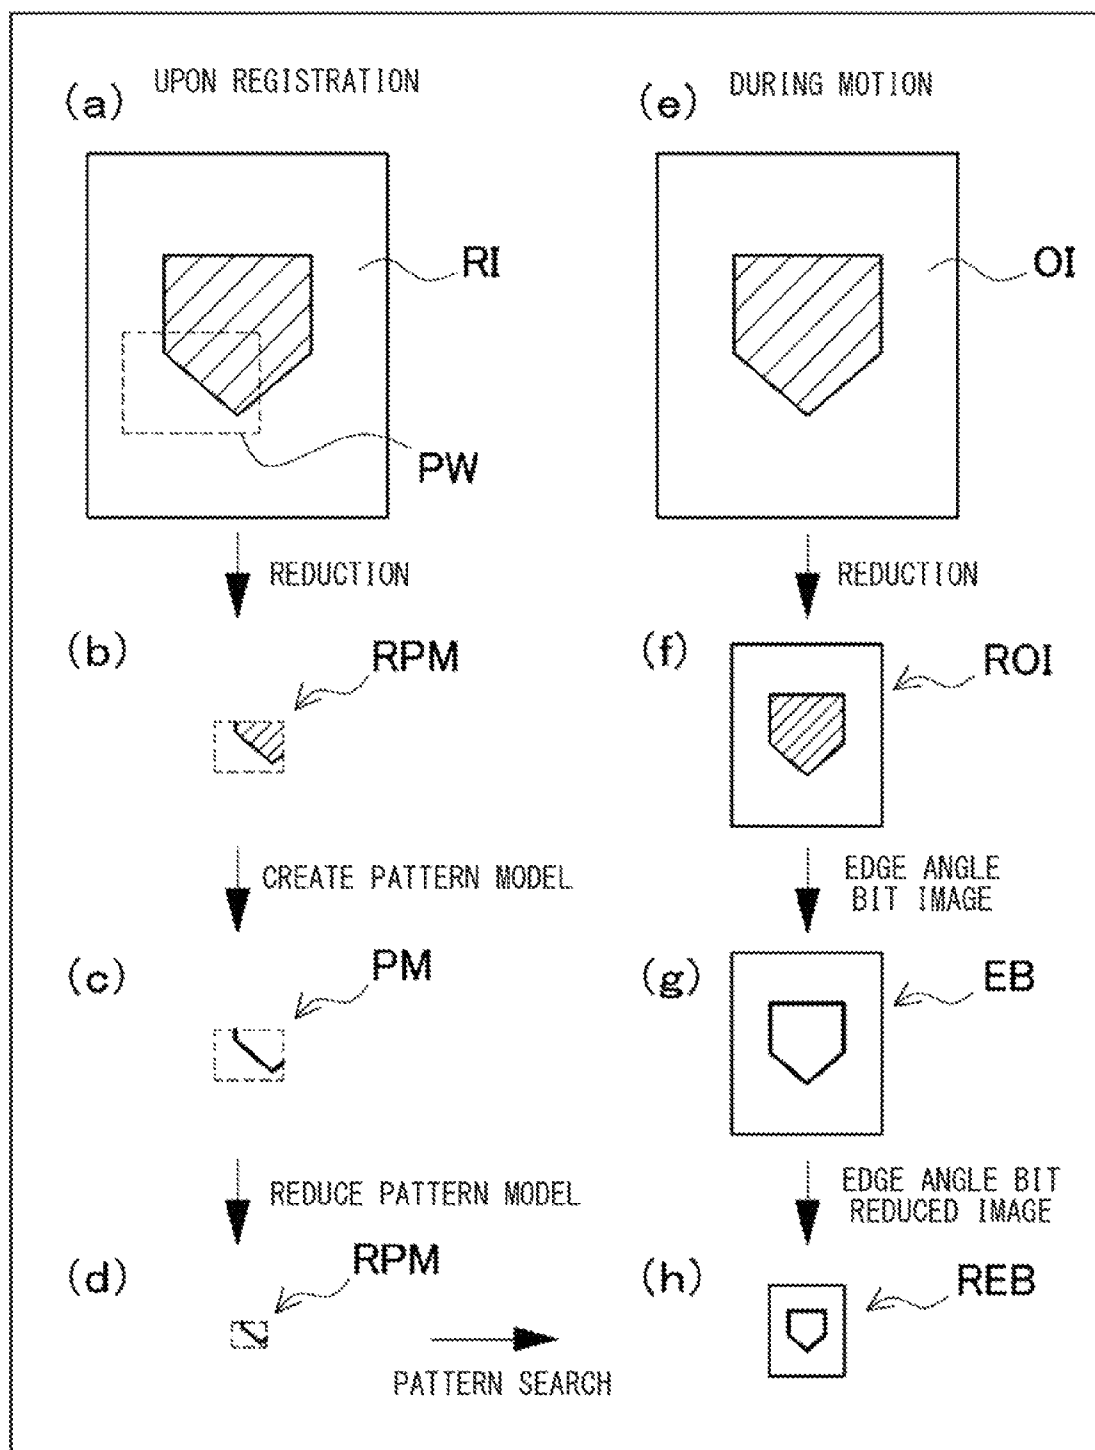 (a) UPON REGISTRATION
RI
PW
REDUCTION
(b) RPM
CREATE PATTERN MODEL
(c) PM
REDUCE PATTERN MODEL
(d) RPM
PATTERN SEARCH
(e) DURING MOTION
OI
REDUCTION
(f) ROI
EDGE ANGLE
BIT IMAGE
(g) EB
EDGE ANGLE BIT
REDUCED IMAGE
(h) REB